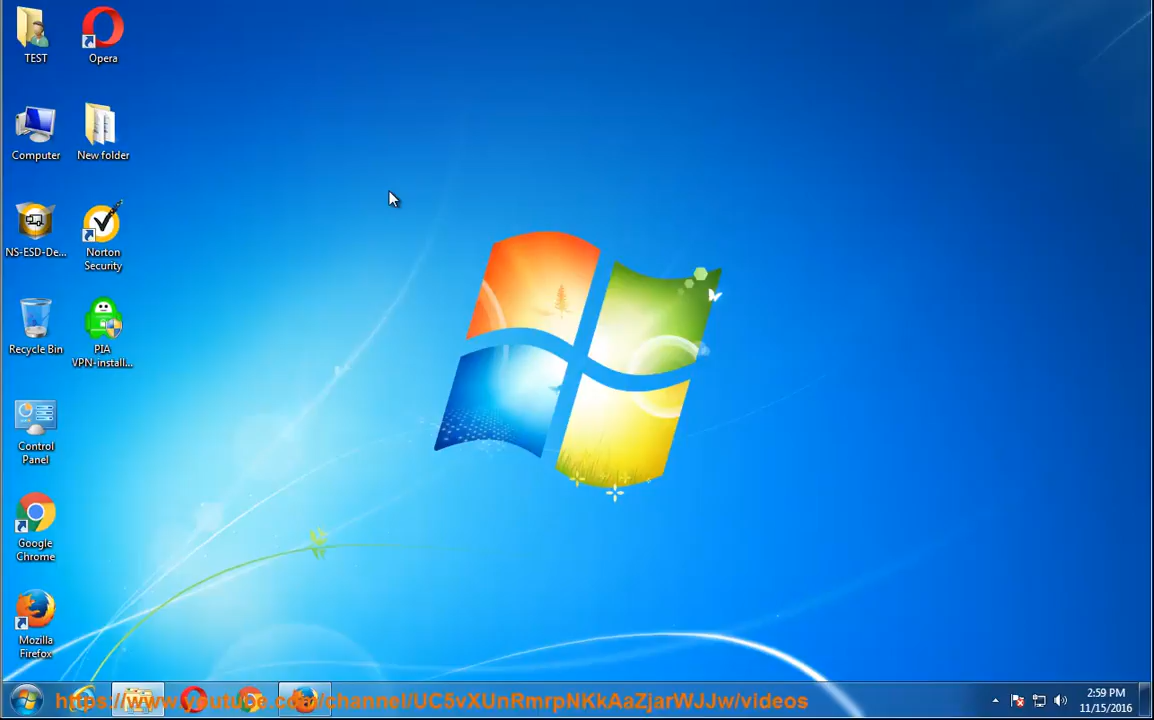 TEST
Opera
Computer
New folder
NS-ESD-De...
Norton
Security
Recycle Bin
PIA
VPN-install...
Control
Panel
Google
Chrome
Mozilla
Firefox
https://www.youtube.com/channel/UC5vXUnRmrpNKkAaZjarWJJw/videos
2:59 PM
11/15/2016